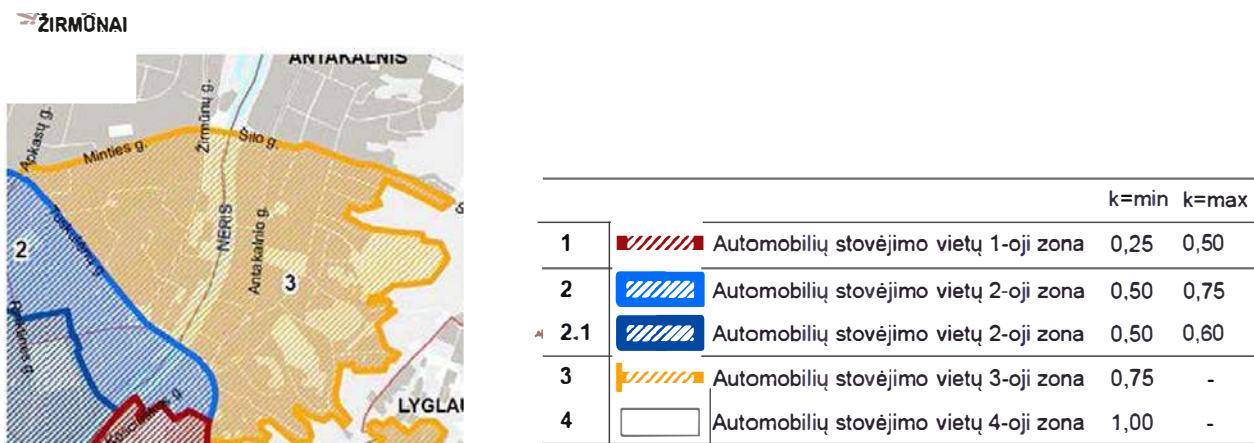 ŽIRMŪNAI
ANTAKALNIS
Žirmūnų g.
Apkasų g.
Minties g.
Šilo g.
Tuskulėnų g.
NERIS
Antakalnio g.
2
3
LYGLAU
k=min k=max
1 Automobilių stovėjimo vietų 1-oji zona 0,25 0,50
2 Automobilių stovėjimo vietų 2-oji zona 0,50 0,75
2.1 Automobilių stovėjimo vietų 2-oji zona 0,50 0,60
3 Automobilių stovėjimo vietų 3-oji zona 0,75 -
4 Automobilių stovėjimo vietų 4-oji zona 1,00 -